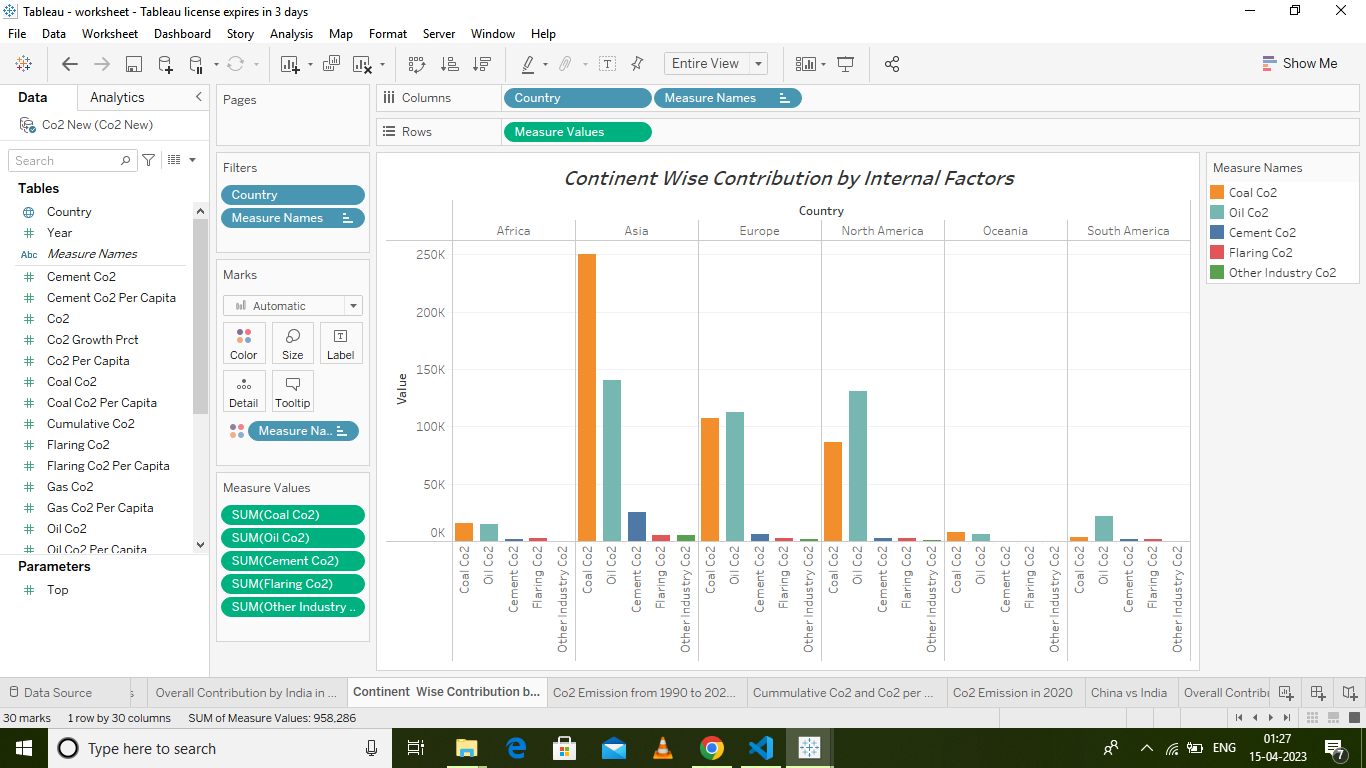 Tableau - worksheet - Tableau license expires in 3 days
File Data Worksheet Dashboard Story Analysis Map Format Server Window Help
Entire View
Show Me
Data Analytics
Co2 New (Co2 New)
Search
Tables
Country
Year
Abc Measure Names
Cement Co2
Cement Co2 Per Capita
Co2
Co2 Growth Prct
Co2 Per Capita
Coal Co2
Coal Co2 Per Capita
Cumulative Co2
Flaring Co2
Flaring Co2 Per Capita
Gas Co2
Gas Co2 Per Capita
Oil Co2
Oil Co2 Per Capita
Parameters
Top
Pages
Filters
Country
Measure Names
Marks
Automatic
Color Size Label
Detail Tooltip
Measure Na..
Measure Values
SUM(Coal Co2)
SUM(Oil Co2)
SUM(Cement Co2)
SUM(Flaring Co2)
SUM(Other Industry ..
Columns Country Measure Names
Rows Measure Values
Continent Wise Contribution by Internal Factors
Country
Africa Asia Europe North America Oceania South America
250K
200K
150K
100K
50K
0K
Value
Coal Co2 Oil Co2 Cement Co2 Flaring Co2 Other Industry Co2 Coal Co2 Oil Co2 Cement Co2 Flaring Co2 Other Industry Co2 Coal Co2 Oil Co2 Cement Co2 Flaring Co2 Other Industry Co2 Coal Co2 Oil Co2 Cement Co2 Flaring Co2 Other Industry Co2 Coal Co2 Oil Co2 Cement Co2 Flaring Co2 Other Industry Co2 Coal Co2 Oil Co2 Cement Co2 Flaring Co2 Other Industry Co2
Measure Names
Coal Co2
Oil Co2
Cement Co2
Flaring Co2
Other Industry Co2
Data Source s Overall Contribution by India in ... Continent Wise Contribution b... Co2 Emission from 1990 to 202... Cummulative Co2 and Co2 per ... Co2 Emission in 2020 China vs India Overall Contribu
30 marks 1 row by 30 columns SUM of Measure Values: 958,286
Type here to search
ENG
01:27
15-04-2023
7